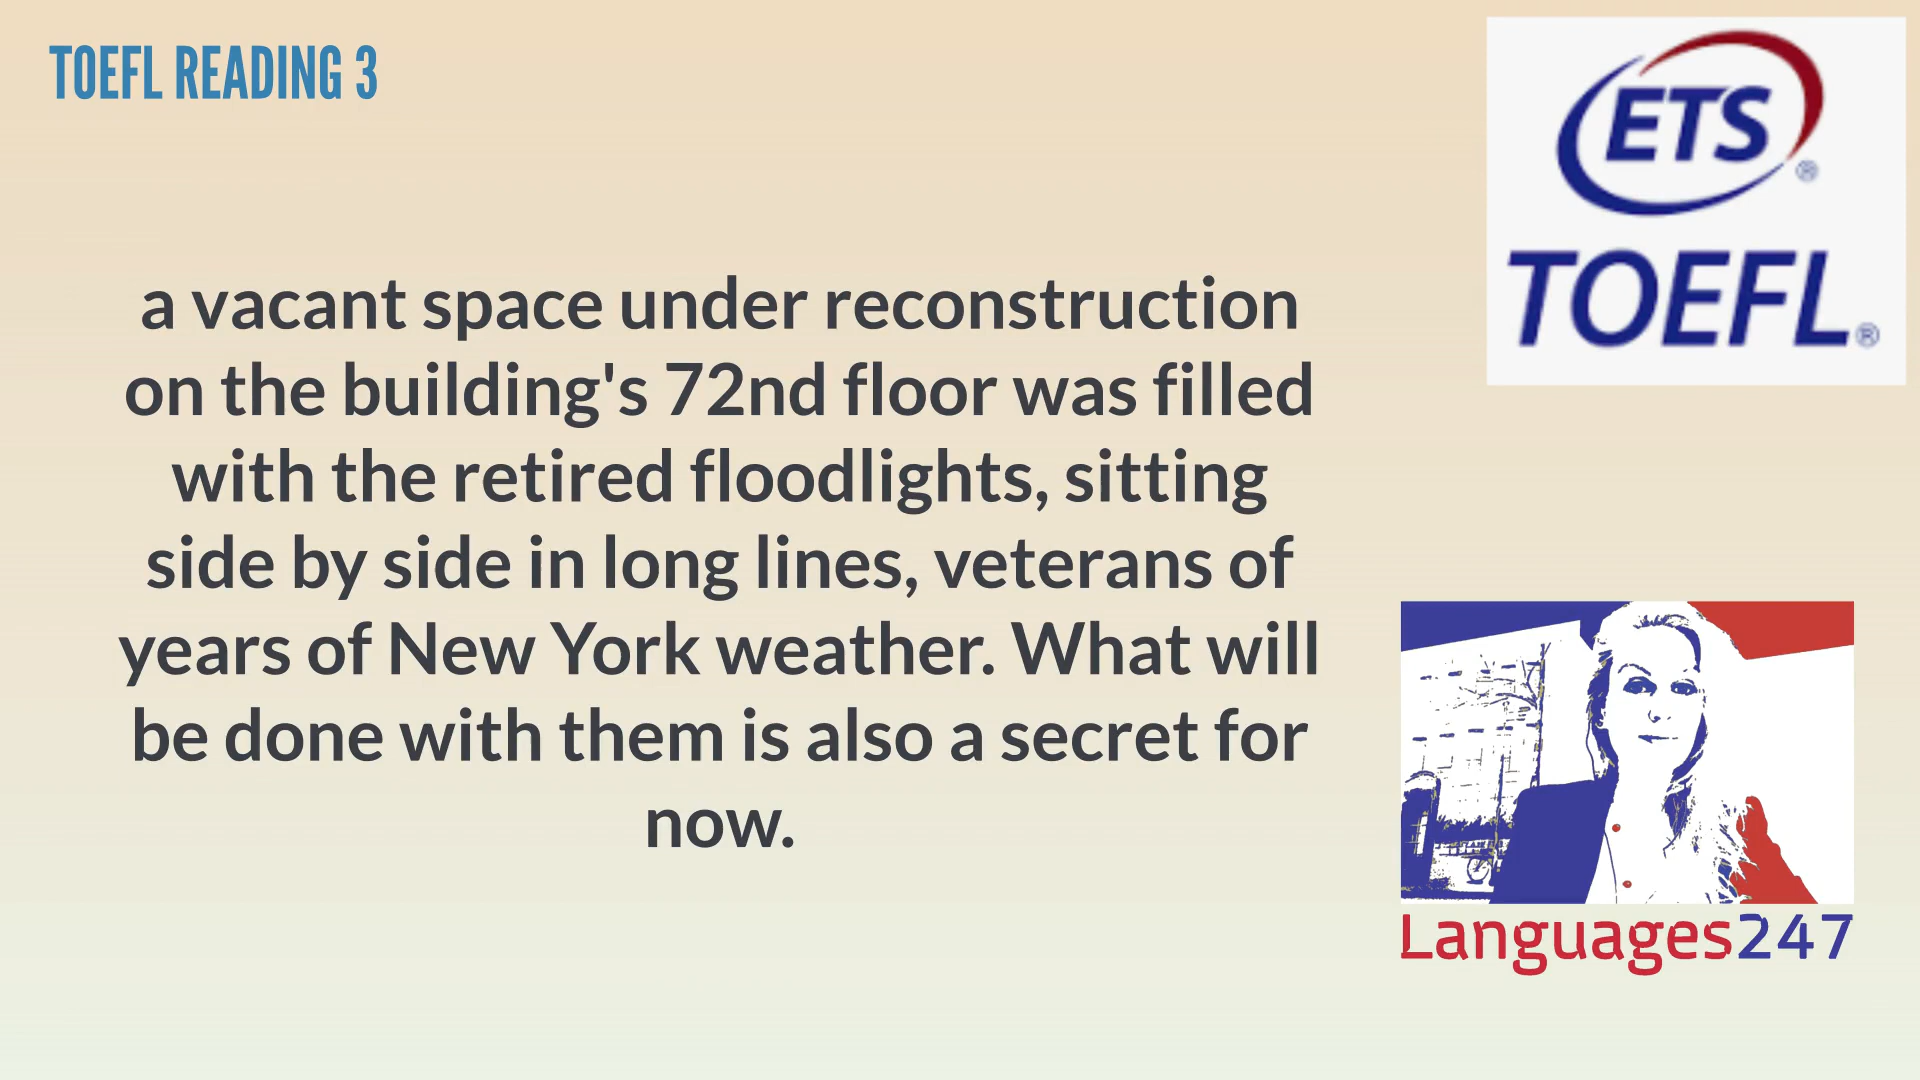 TOEFL READING 3
ETS
®
TOEFL®
a vacant space under reconstruction
on the building's 72nd floor was filled
with the retired floodlights, sitting
side by side in long lines, veterans of
years of New York weather. What will
be done with them is also a secret for
now.
Languages247